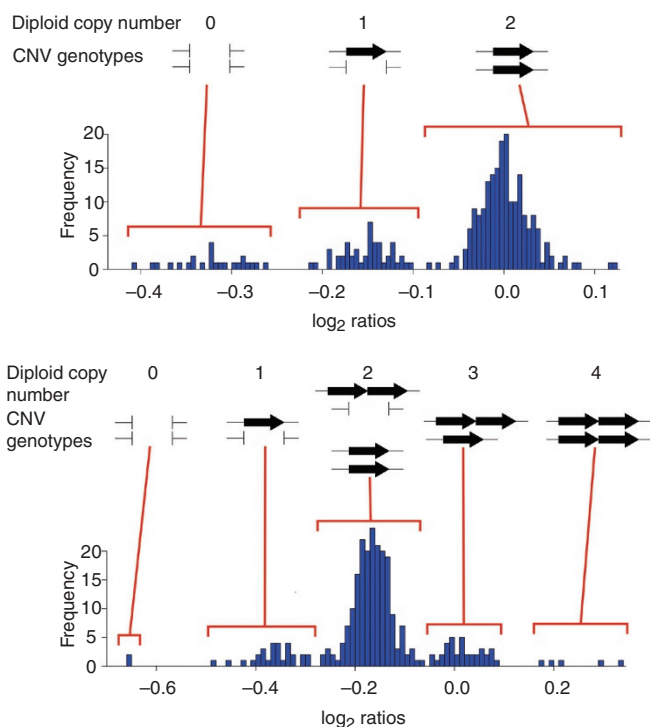 Diploid copy number 0 1 2
CNV genotypes
Frequency
20
15
10
5
0
−0.4 −0.3 −0.2 −0.1 0.0 0.1
log2 ratios
Diploid copy 0 1 2 3 4
number
CNV
genotypes
Frequency
20
15
10
5
0
−0.6 −0.4 −0.2 0.0 0.2
log2 ratios